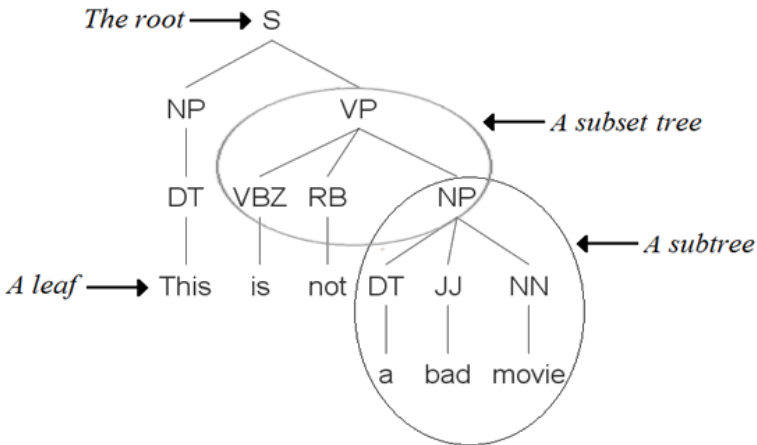 The root S
NP VP
A subset tree
DT VBZ RB NP
A subtree
A leaf This is not DT JJ NN
a bad movie